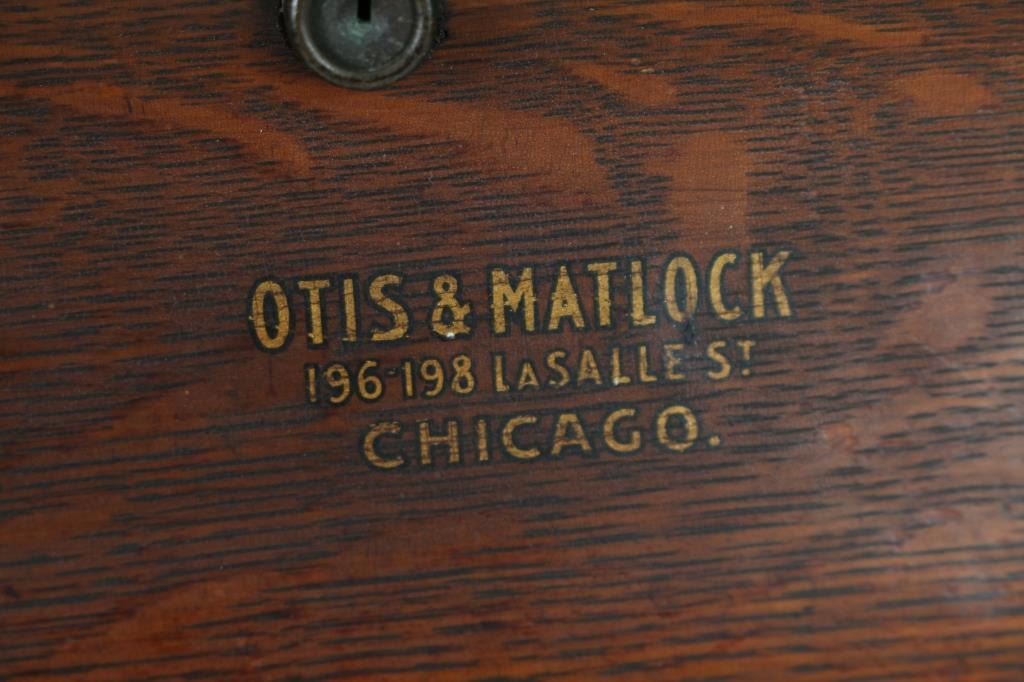 OTIS & MATLOCK
196-198 LASALLE ST
CHICAGO.